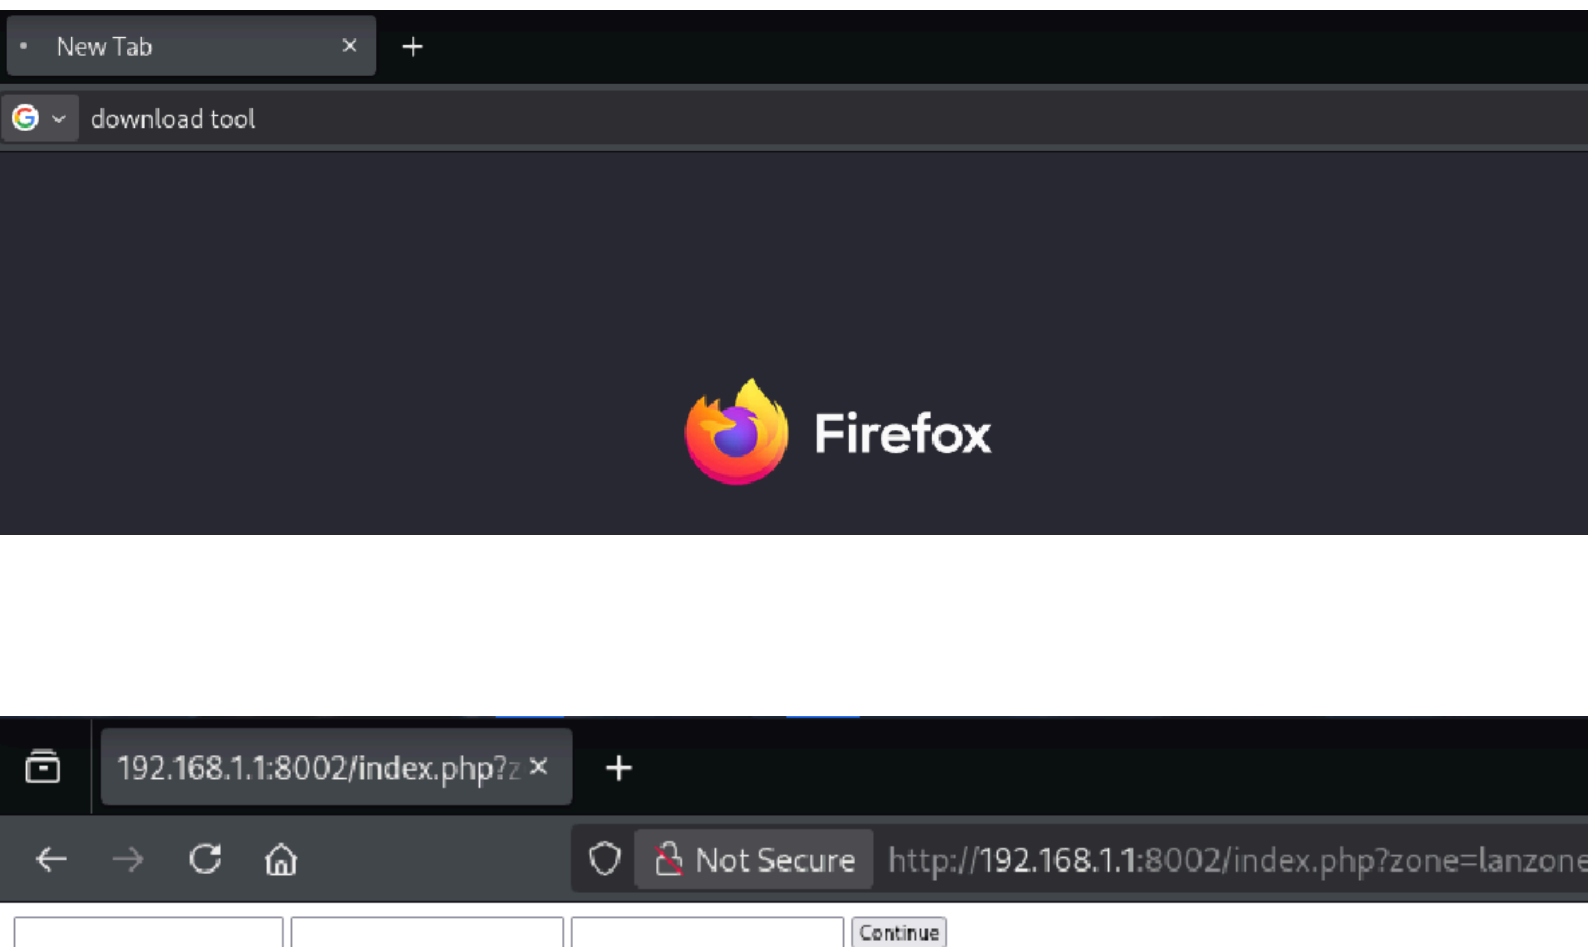 New Tab
download tool
Firefox
192.168.1.1:8002/index.php?z
Not Secure http://192.168.1.1:8002/index.php?zone=lanzone
Continue